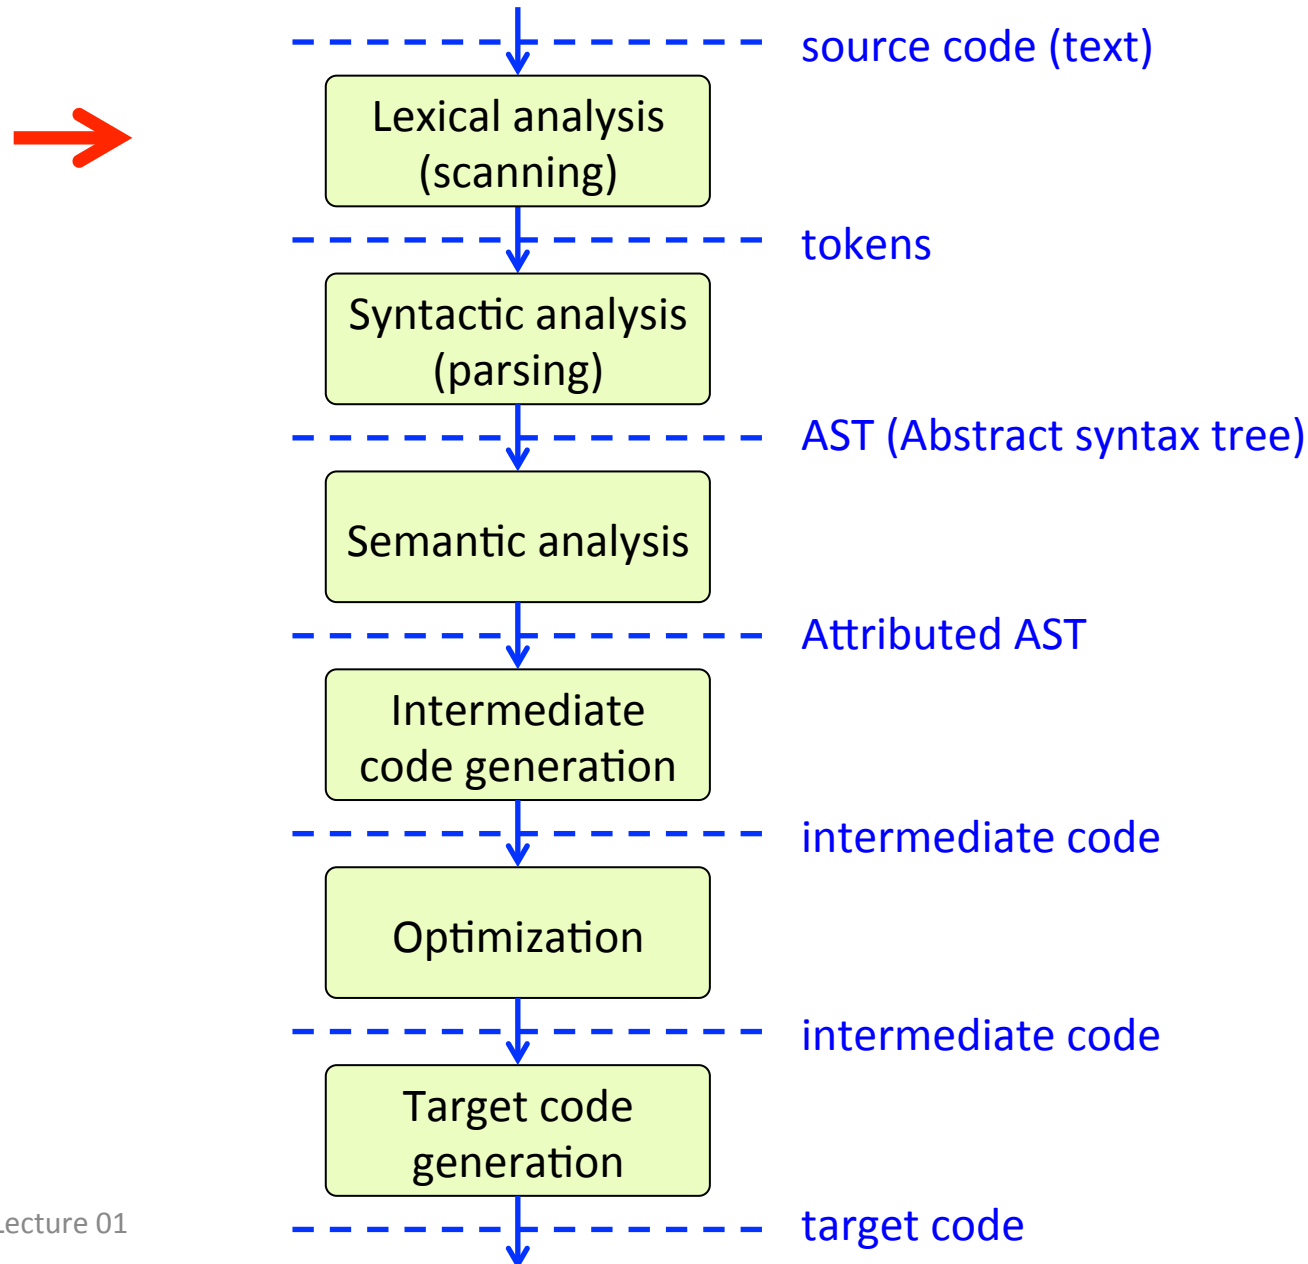 source code (text)
Lexical analysis
(scanning)
tokens
Syntactic analysis
(parsing)
AST (Abstract syntax tree)
Semantic analysis
Attributed AST
Intermediate
code generation
intermediate code
Optimization
intermediate code
Target code
generation
Lecture 01
target code